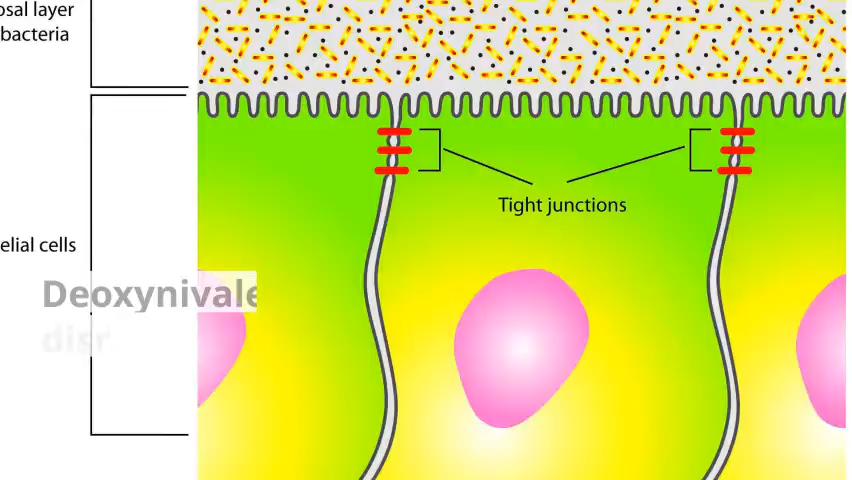 osal layer
bacteria
Tight junctions
elial cells
Deoxynivale
disr